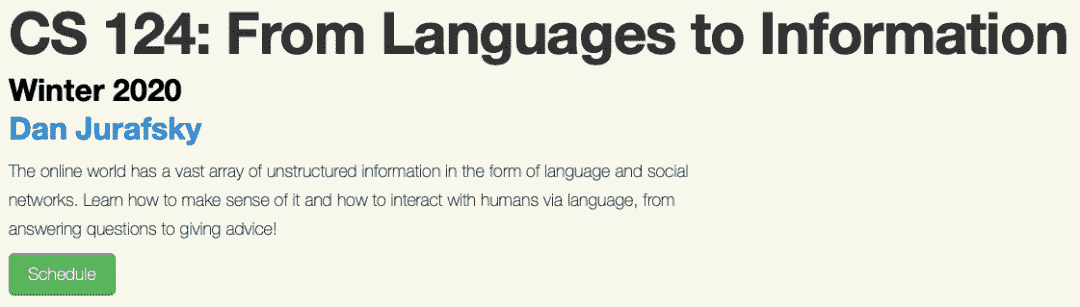 CS 124: From Languages to Information
Winter 2020
Dan Jurafsky
The online world has a vast array of unstructured information in the form of language and social
networks. Learn how to make sense of it and how to interact with humans via language, from
answering questions to giving advice!
Schedule